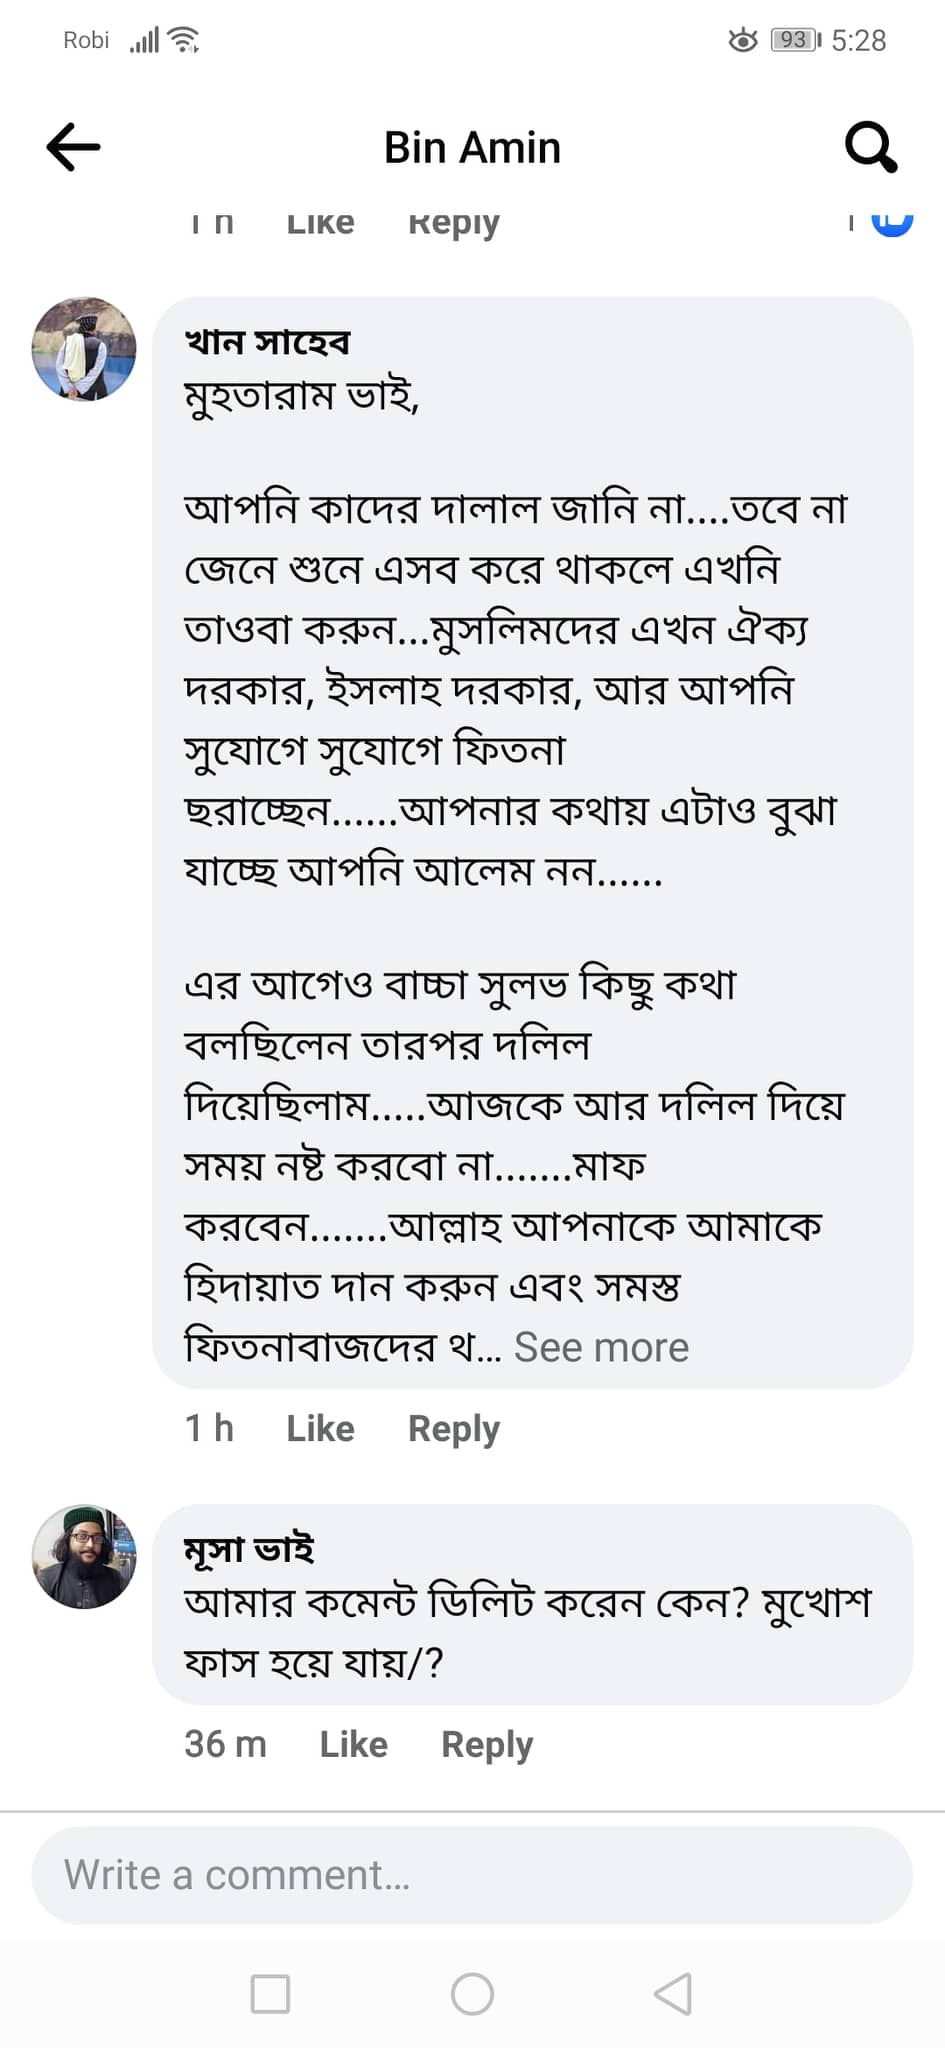 Robi 93 5:28
Bin Amin
1 h Like Reply 1
খান সাহেব
মুহতারাম ভাই,
আপনি কাদের দালাল জানি না....তবে না
জেনে শুনে এসব করে থাকলে এখনি
তাওবা করুন...মুসলিমদের এখন ঐক্য
দরকার, ইসলাহ দরকার, আর আপনি
সুযোগে সুযোগে ফিতনা
ছরাচ্ছেন......আপনার কথায় এটাও বুঝা
যাচ্ছে আপনি আলেম নন......
এর আগেও বাচ্চা সুলভ কিছু কথা
বলছিলেন তারপর দলিল
দিয়েছিলাম.....আজকে আর দলিল দিয়ে
সময় নষ্ট করবো না.......মাফ
করবেন.......আল্লাহ আপনাকে আমাকে
হিদায়াত দান করুন এবং সমস্ত
ফিতনাবাজদের থ... See more
1 h Like Reply
মূসা ভাই
আমার কমেন্ট ডিলিট করেন কেন? মুখোশ
ফাস হয়ে যায়/?
36 m Like Reply
Write a comment...